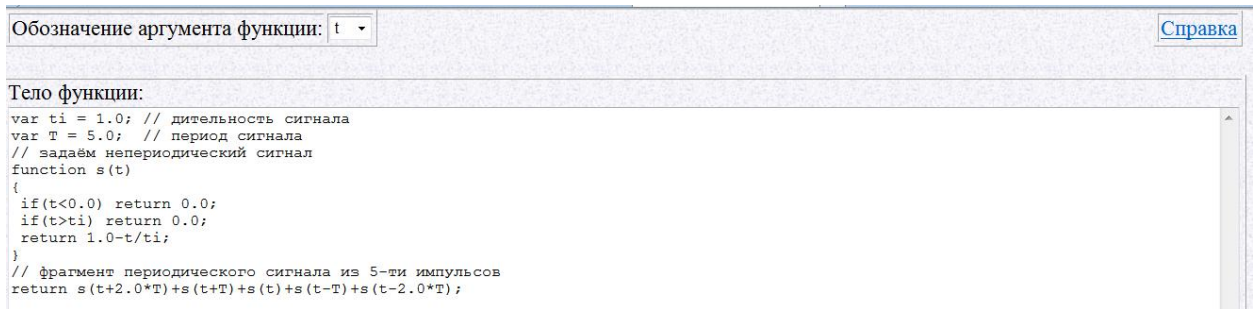 Обозначение аргумента функции: t
Справка
Тело функции:
var ti = 1.0; // дительность сигнала
var T = 5.0;  // период сигнала
// задаём непериодический сигнал
function s(t)
{
 if(t<0.0) return 0.0;
 if(t>ti) return 0.0;
 return 1.0-t/ti;
}
// фрагмент периодического сигнала из 5-ти импульсов
return s(t+2.0*T)+s(t+T)+s(t)+s(t-T)+s(t-2.0*T);